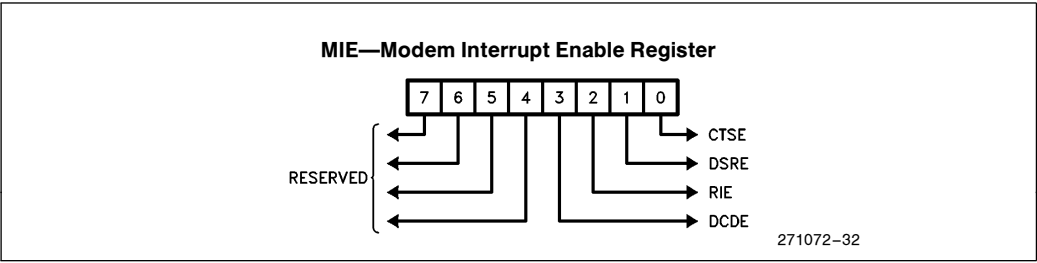 MIE—Modem Interrupt Enable Register
7 6 5 4 3 2 1 0
CTSE
DSRE
RESERVED
RIE
DCDE
271072–32